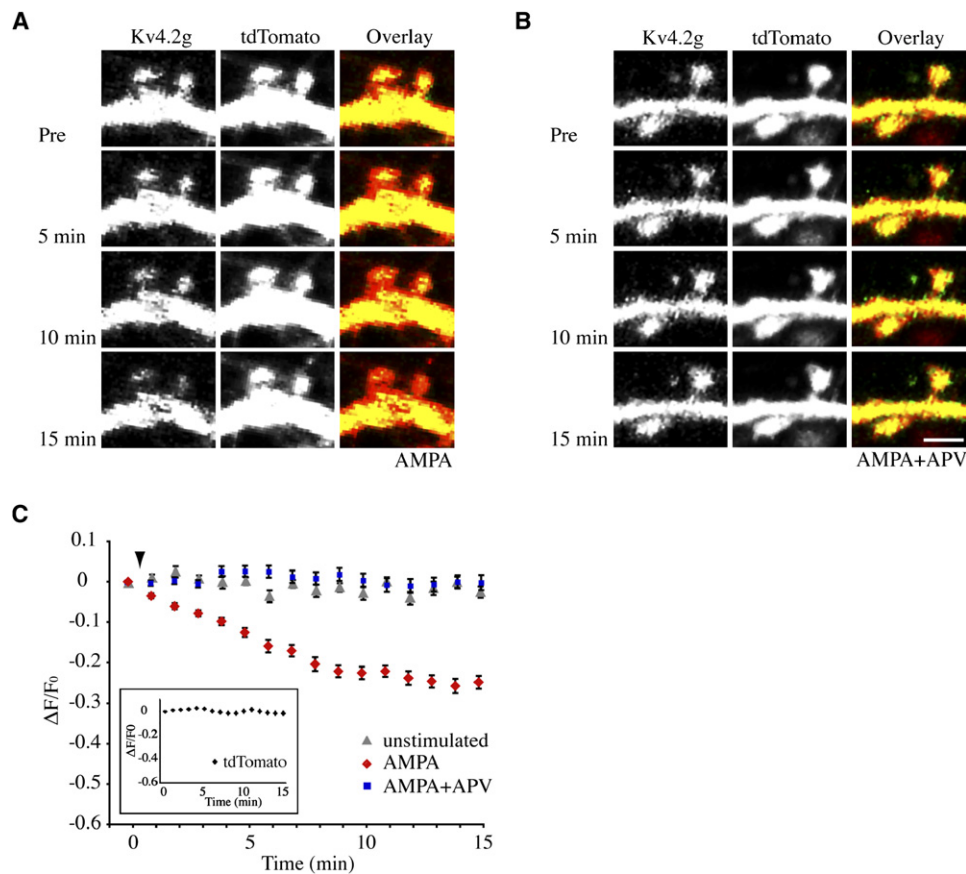 A
Kv4.2g tdTomato Overlay
Pre
5 min
10 min
15 min
AMPA
B
Kv4.2g tdTomato Overlay
Pre
5 min
10 min
15 min
AMPA+APV
C
0.1
0
-0.1
-0.2
-0.3
-0.4
-0.5
-0.6
ΔF/F₀
0 5 10 15
Time (min)
unstimulated
AMPA
AMPA+APV
0
-0.2
-0.4
-0.6
ΔF/F0
tdTomato
0 5 10 15
Time (min)